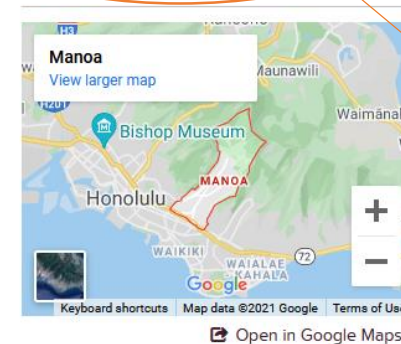 H3
Manoa
View larger map
Maunawili
H201
Bishop Museum
Waimānal
MANOA
Honolulu
WAIKIKI
WAIALAE
KAHALA
72
+
−
Google
Keyboard shortcuts
Map data ©2021 Google
Terms of Use
Open in Google Maps